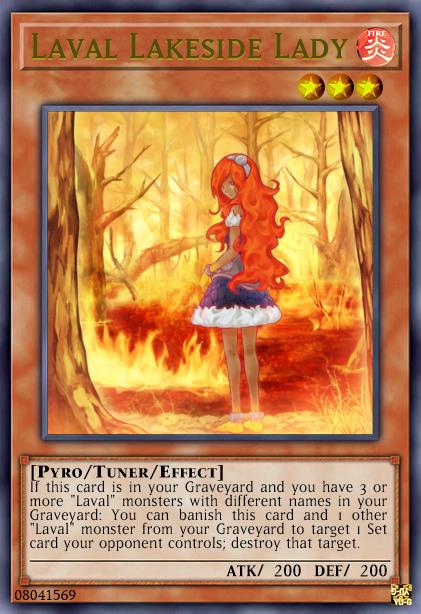 LAVAL LAKESIDE LADY
FIRE
炎
[PYRO/TUNER/EFFECT]
If this card is in your Graveyard and you have 3 or
more "Laval" monsters with different names in your
Graveyard: You can banish this card and 1 other
"Laval" monster from your Graveyard to target 1 Set
card your opponent controls; destroy that target.
ATK/ 200 DEF/ 200
08041569